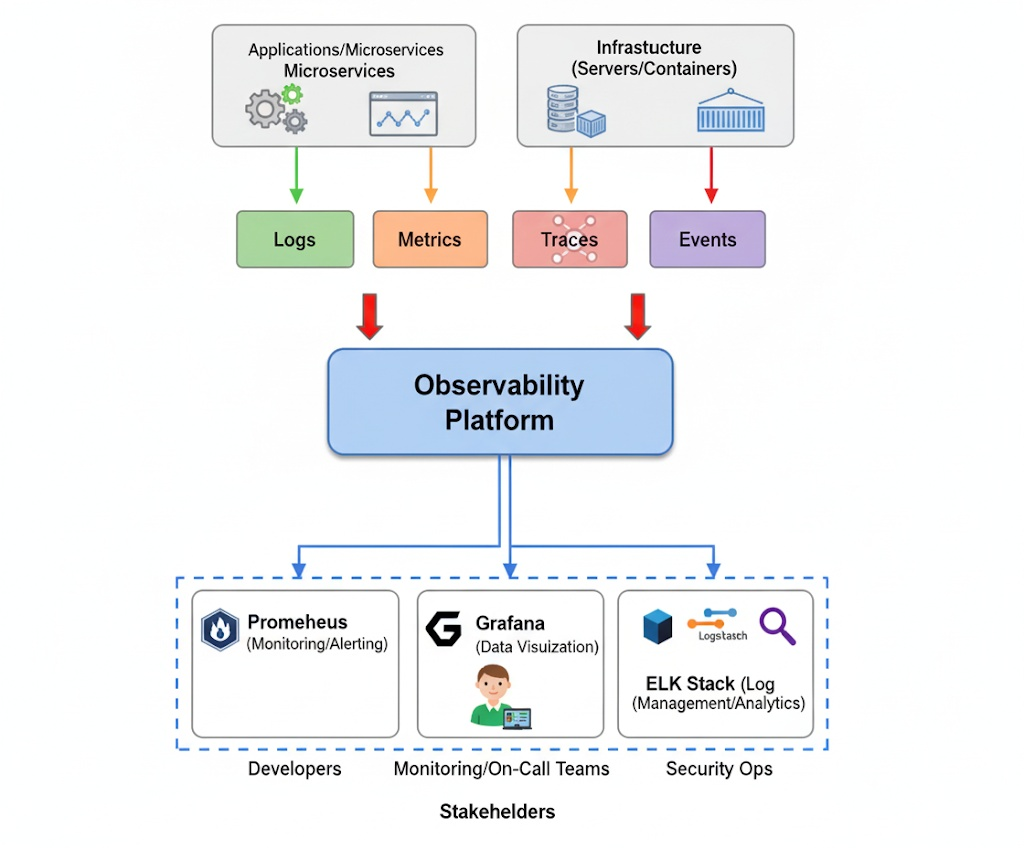 Applications/Microservices
Microservices
Infrastucture
(Servers/Containers)
Logs
Metrics
Traces
Events
Observability
Platform
Prometheus
(Monitoring/Alerting)
Grafana
(Data Visuization)
Logstasch
ELK Stack (Log
(Management/Analytics)
Developers
Monitoring/On-Call Teams
Security Ops
Stakehelders